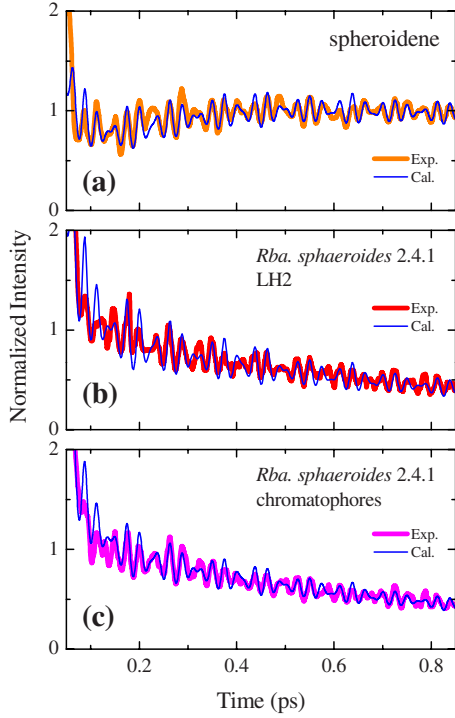 2
spheroidene
1
Exp.
Cal.
(a)
0
2
Rba. sphaeroides 2.4.1
LH2
Exp.
Cal.
1
(b)
0
2
Rba. sphaeroides 2.4.1
chromatophores
Exp.
Cal.
1
(c)
0
0.2 0.4 0.6 0.8
Time (ps)
Normalized Intensity